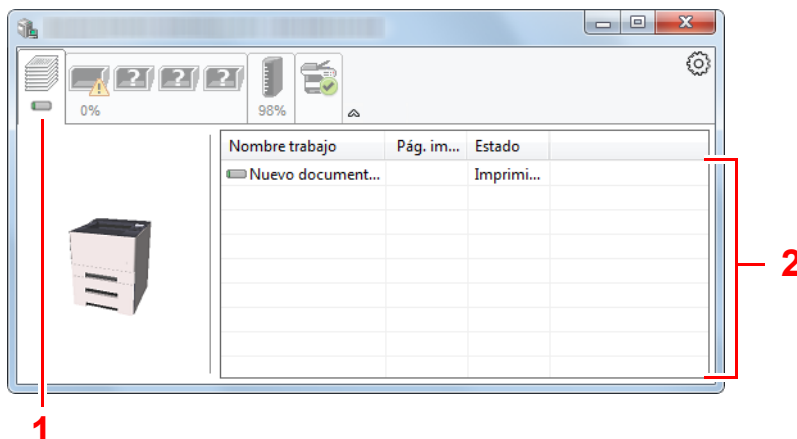 ? ? ?
0% 98%
Nombre trabajo Pág. im... Estado
Nuevo document... Imprimi...
2
1